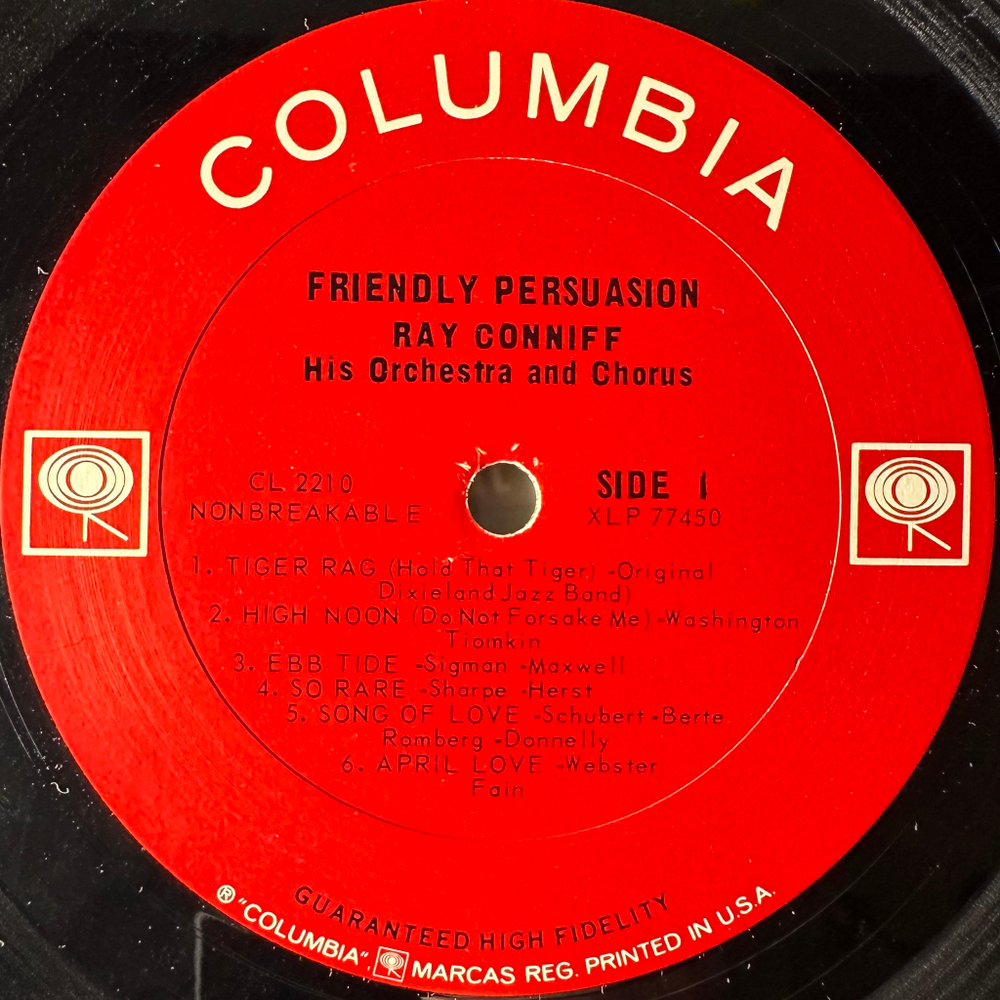 COLUMBIA
FRIENDLY PERSUASION
RAY CONNIFF
His Orchestra and Chorus
CL 2210
NONBREAKABLE
SIDE 1
XLP 77450
1. TIGER RAG (Hold That Tiger) -Original
Dixieland Jazz Band)
2. HIGH NOON (Do Not Forsake Me) -Washington
Tiomkin
3. EBB TIDE -Sigman -Maxwell
4. SO RARE -Sharpe -Herst
5. SONG OF LOVE -Schubert -Berte
Romberg -Donnelly
6. APRIL LOVE -Webster
Fain
GUARANTEED HIGH FIDELITY
® "COLUMBIA" MARCAS REG. PRINTED IN U.S.A.